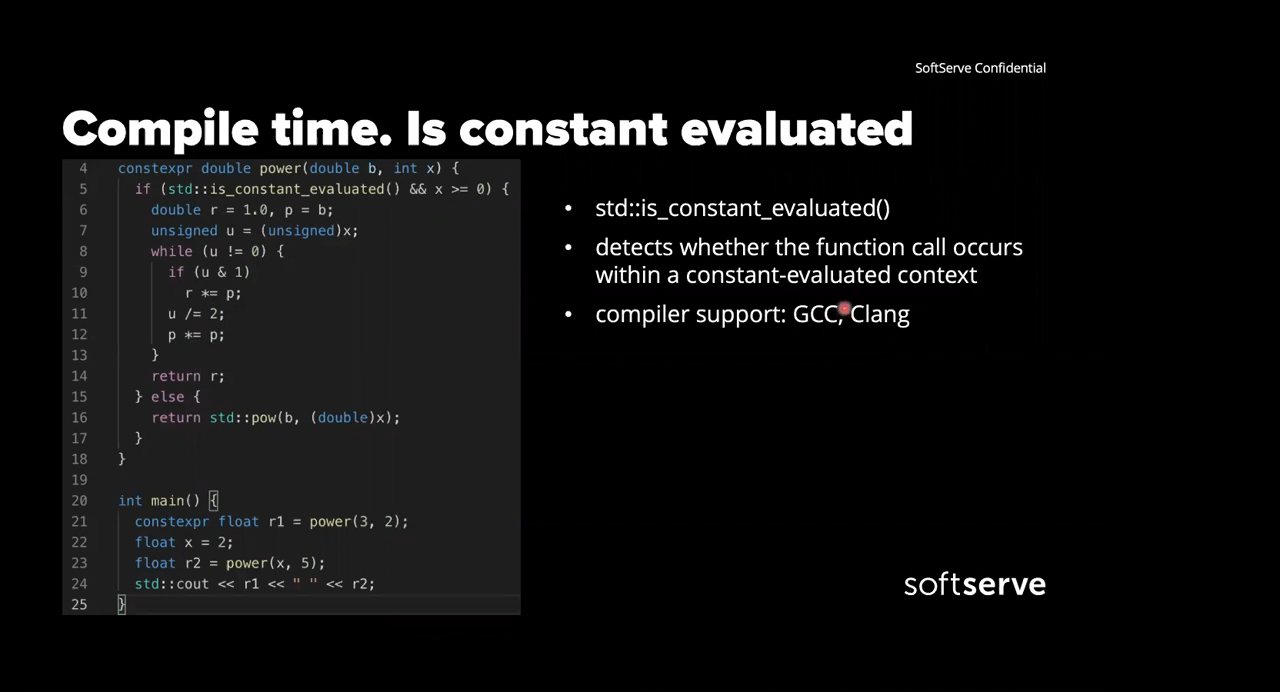 SoftServe Confidential
Compile time. Is constant evaluated
4 constexpr double power(double b, int x) {
5 if (std::is_constant_evaluated() && x >= 0) {
6 double r = 1.0, p = b;
7 unsigned u = (unsigned)x;
8 while (u != 0) {
9 if (u & 1)
10 r *= p;
11 u /= 2;
12 p *= p;
13 }
14 return r;
15 } else {
16 return std::pow(b, (double)x);
17 }
18 }
19
20 int main() {
21 constexpr float r1 = power(3, 2);
22 float x = 2;
23 float r2 = power(x, 5);
24 std::cout << r1 << " " << r2;
25 }
• std::is_constant_evaluated()
• detects whether the function call occurs
within a constant-evaluated context
• compiler support: GCC, Clang
softserve